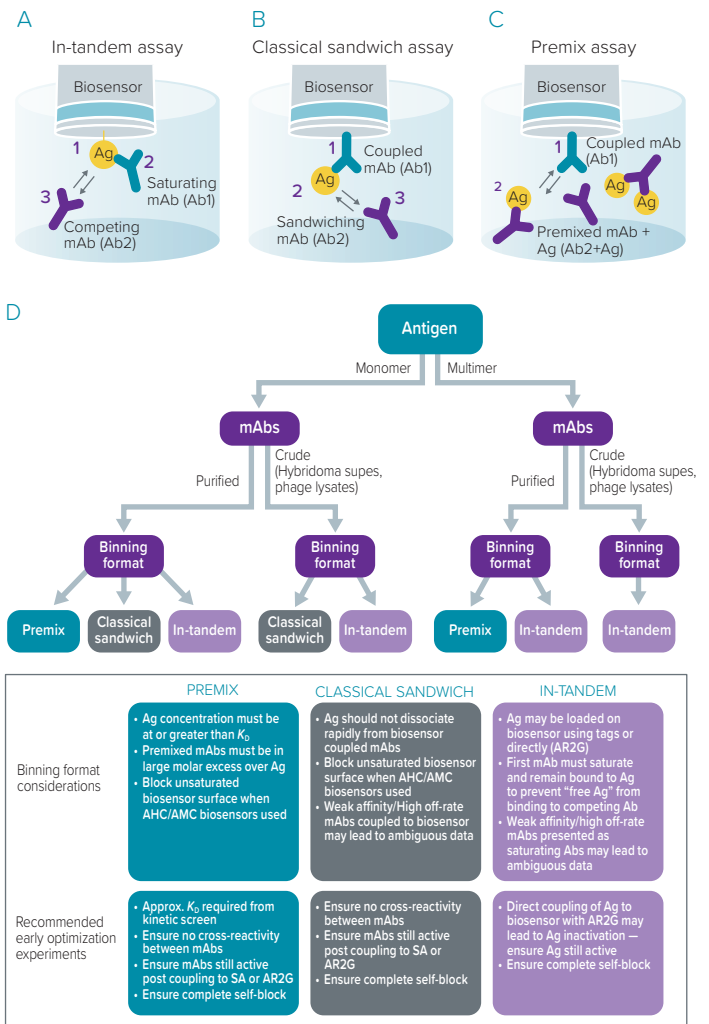 A
In-tandem assay
Biosensor
1
Ag
2
Saturating
mAb (Ab1)
3
Competing
mAb (Ab2)
B
Classical sandwich assay
Biosensor
1
Coupled
mAb (Ab1)
Ag
2
3
Sandwiching
mAb (Ab2)
C
Premix assay
Biosensor
1
Coupled mAb
(Ab1)
2
Ag
Ag
Ag
Premixed mAb +
Ag (Ab2+Ag)
D
Antigen
Monomer
Multimer
mAbs
mAbs
Purified
Crude
(Hybridoma supes,
phage lysates)
Purified
Crude
(Hybridoma supes,
phage lysates)
Binning
format
Binning
format
Binning
format
Binning
format
Premix
Classical
sandwich
In-tandem
Classical
sandwich
In-tandem
Premix
In-tandem
In-tandem
PREMIX
CLASSICAL SANDWICH
IN-TANDEM
Binning format
considerations
• Ag concentration must be
at or greater than KD
• Premixed mAbs must be in
large molar excess over Ag
• Block unsaturated
biosensor surface when
AHC/AMC biosensors used
• Ag should not dissociate
rapidly from biosensor
coupled mAbs
• Block unsaturated biosensor
surface when AHC/AMC
biosensors used
• Weak affinity/High off-rate
mAbs coupled to biosensor
may lead to ambiguous data
• Ag may be loaded on
biosensor using tags or
directly (AR2G)
• First mAb must saturate
and remain bound to Ag
to prevent “free Ag” from
binding to competing Ab
• Weak affinity/high off-rate
mAbs presented as
saturating Abs may lead to
ambiguous data
Recommended
early optimization
experiments
• Approx. KD required from
kinetic screen
• Ensure no cross-reactivity
between mAbs
• Ensure mAbs still active
post coupling to SA or AR2G
• Ensure complete self-block
• Ensure no cross-reactivity
between mAbs
• Ensure mAbs still active
post coupling to SA or
AR2G
• Ensure complete self-block
• Direct coupling of Ag to
biosensor with AR2G may
lead to Ag inactivation —
ensure Ag still active
• Ensure complete self-block